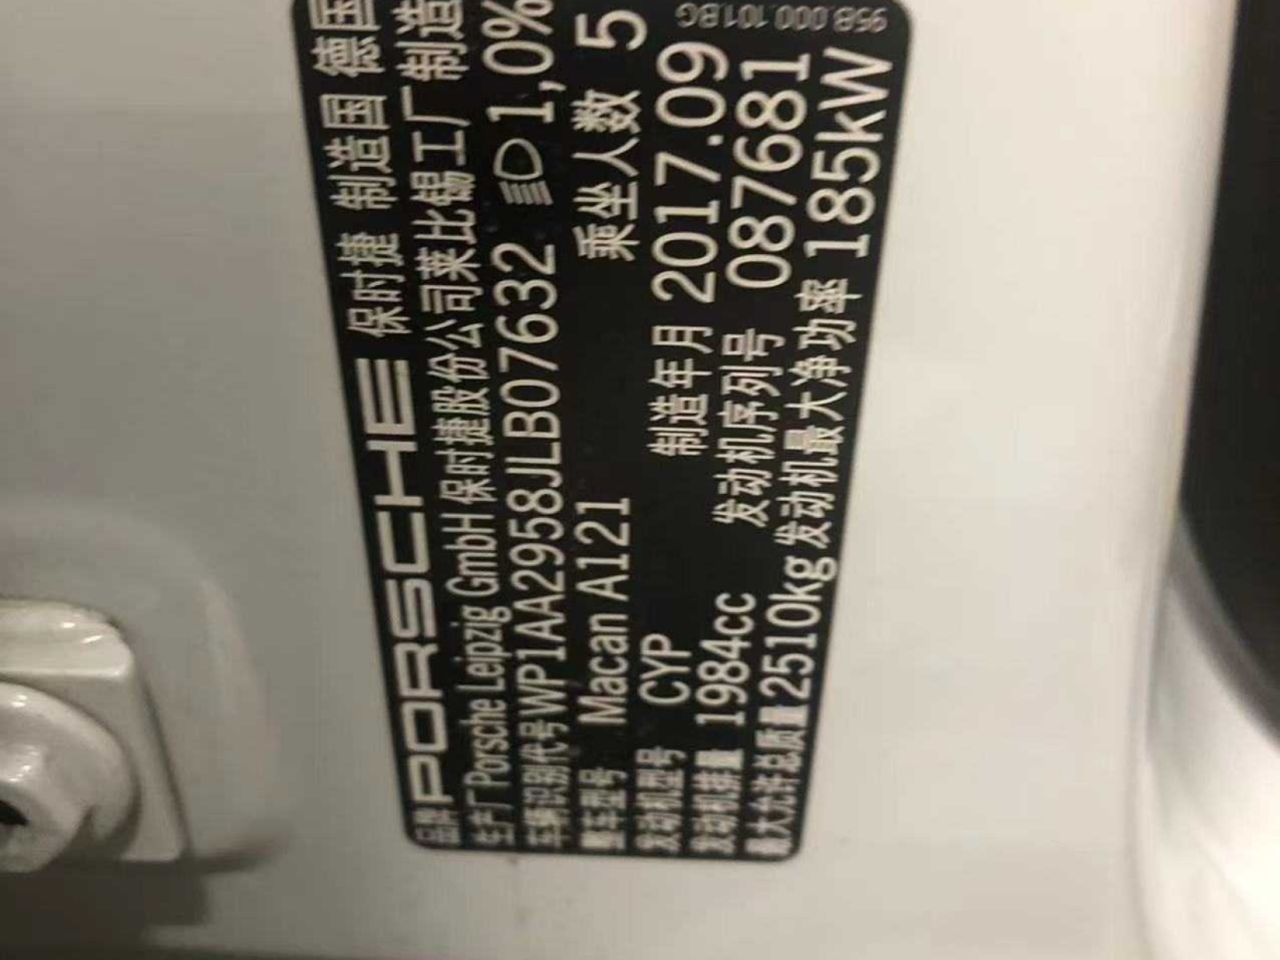 品牌 PORSCHE 保时捷 制造国 德国
生产厂 Porsche Leipzig GmbH 保时捷股份公司莱比锡工厂制造
车辆识别代号 WP1AA2958JLB07632 1,0%
整车型号 Macan A121 乘坐人数 5
发动机型号 CYP 制造年月 2017.09
发动机排量 1984cc 发动机序列号 087681
最大允许总质量 2510kg 发动机最大净功率 185kW
95B.000.101.BG